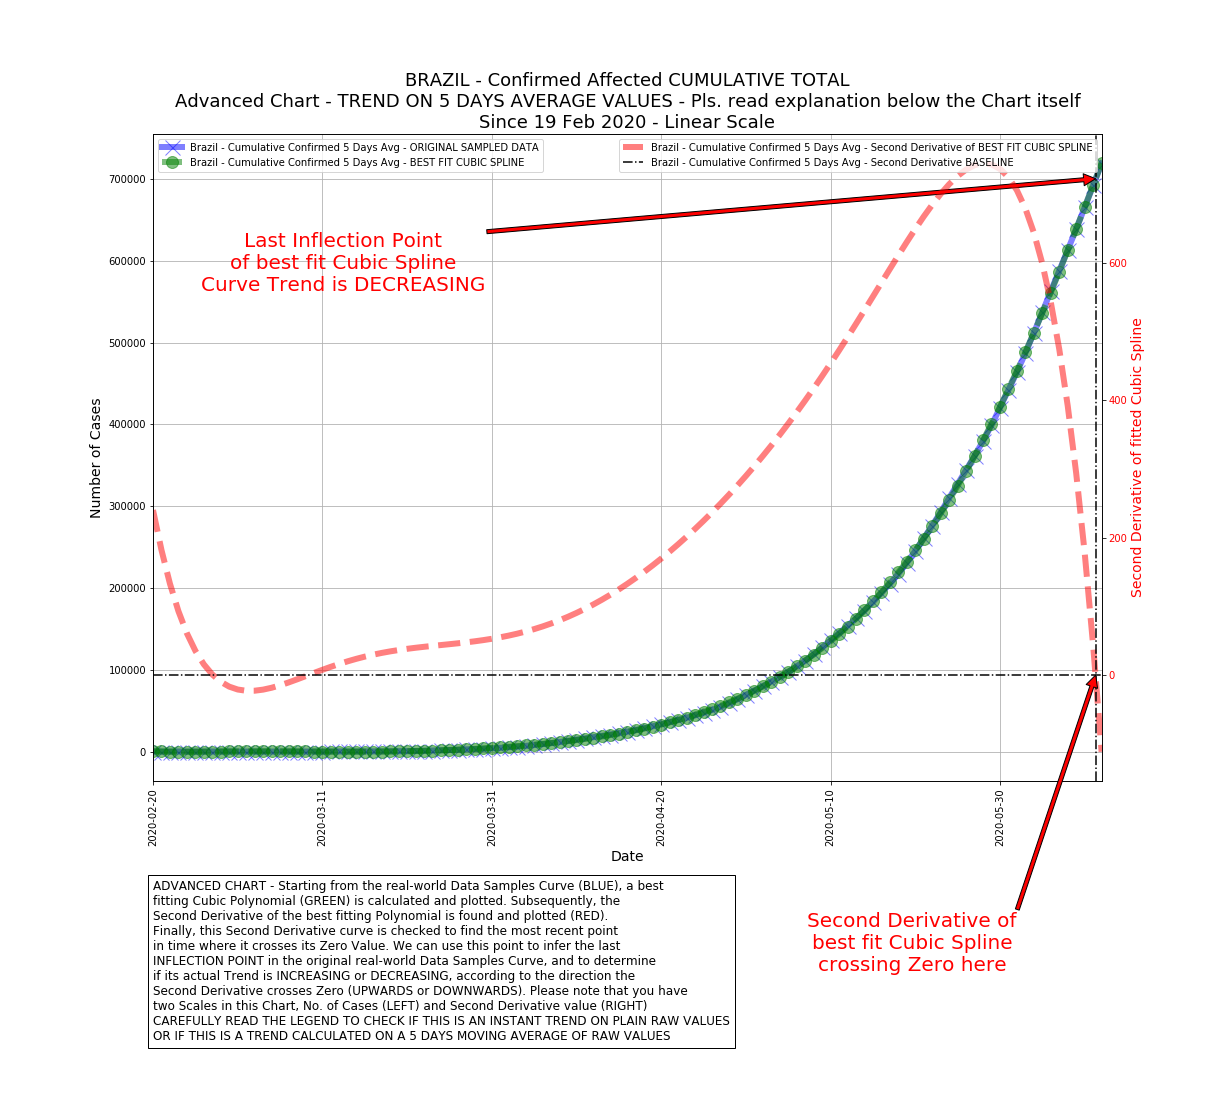 BRAZIL - Confirmed Affected CUMULATIVE TOTAL
Advanced Chart - TREND ON 5 DAYS AVERAGE VALUES - Pls. read explanation below the Chart itself
Since 19 Feb 2020 - Linear Scale
Brazil - Cumulative Confirmed 5 Days Avg - ORIGINAL SAMPLED DATA
Brazil - Cumulative Confirmed 5 Days Avg - BEST FIT CUBIC SPLINE
Brazil - Cumulative Confirmed 5 Days Avg - Second Derivative of BEST FIT CUBIC SPLINE
Brazil - Cumulative Confirmed 5 Days Avg - Second Derivative BASELINE
Last Inflection Point
of best fit Cubic Spline
Curve Trend is DECREASING
Number of Cases
700000
600000
500000
400000
300000
200000
100000
0
600
400
200
0
Second Derivative of fitted Cubic Spline
2020-02-20
2020-03-11
2020-03-31
2020-04-20
2020-05-10
2020-05-30
Date
ADVANCED CHART - Starting from the real-world Data Samples Curve (BLUE), a best
fitting Cubic Polynomial (GREEN) is calculated and plotted. Subsequently, the
Second Derivative of the best fitting Polynomial is found and plotted (RED).
Finally, this Second Derivative curve is checked to find the most recent point
in time where it crosses its Zero Value. We can use this point to infer the last
INFLECTION POINT in the original real-world Data Samples Curve, and to determine
if its actual Trend is INCREASING or DECREASING, according to the direction the
Second Derivative crosses Zero (UPWARDS or DOWNWARDS). Please note that you have
two Scales in this Chart, No. of Cases (LEFT) and Second Derivative value (RIGHT)
CAREFULLY READ THE LEGEND TO CHECK IF THIS IS AN INSTANT TREND ON PLAIN RAW VALUES
OR IF THIS IS A TREND CALCULATED ON A 5 DAYS MOVING AVERAGE OF RAW VALUES
Second Derivative of
best fit Cubic Spline
crossing Zero here